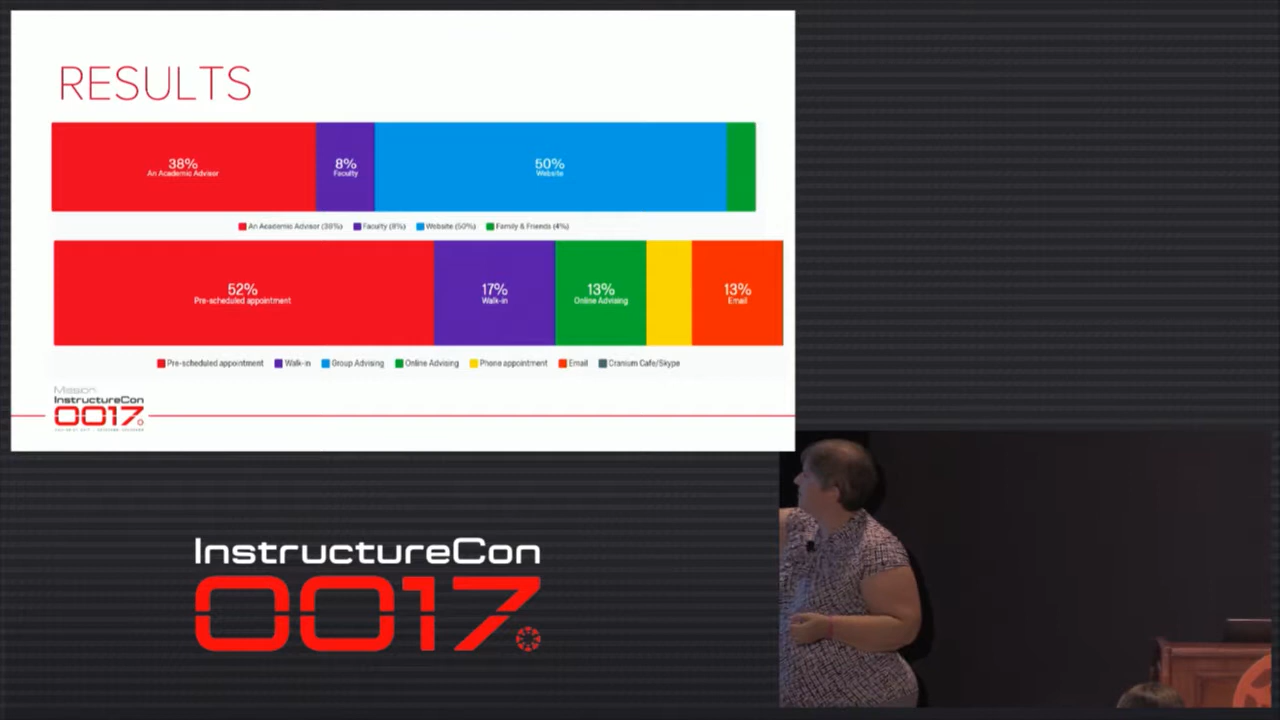 RESULTS
38%
An Academic Advisor
8%
Faculty
50%
Website
An Academic Advisor (38%) Faculty (8%) Website (50%) Family & Friends (4%)
52%
Pre-scheduled appointment
17%
Walk-in
13%
Online Advising
13%
Email
Pre-scheduled appointment Walk-in Group Advising Online Advising Phone appointment Email Cranium Cafe/Skype
Mission:
InstructureCon
0017
InstructureCon
0017